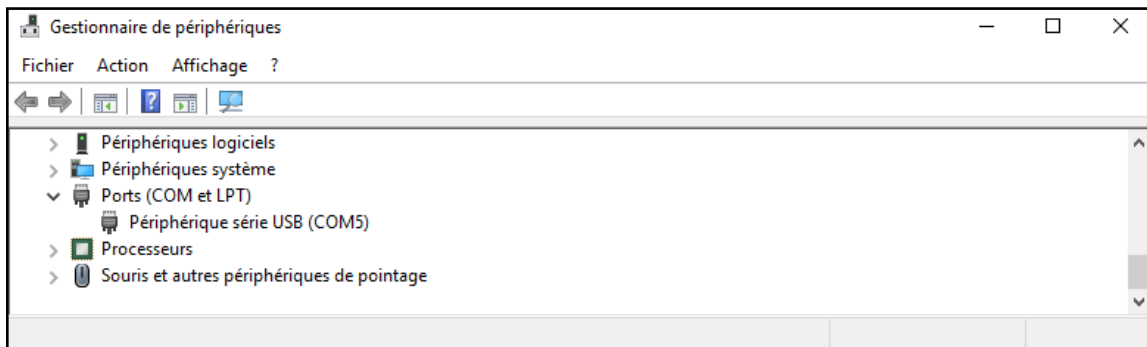 Gestionnaire de périphériques
Fichier Action Affichage ?
Périphériques logiciels
Périphériques système
Ports (COM et LPT)
Périphérique série USB (COM5)
Processeurs
Souris et autres périphériques de pointage